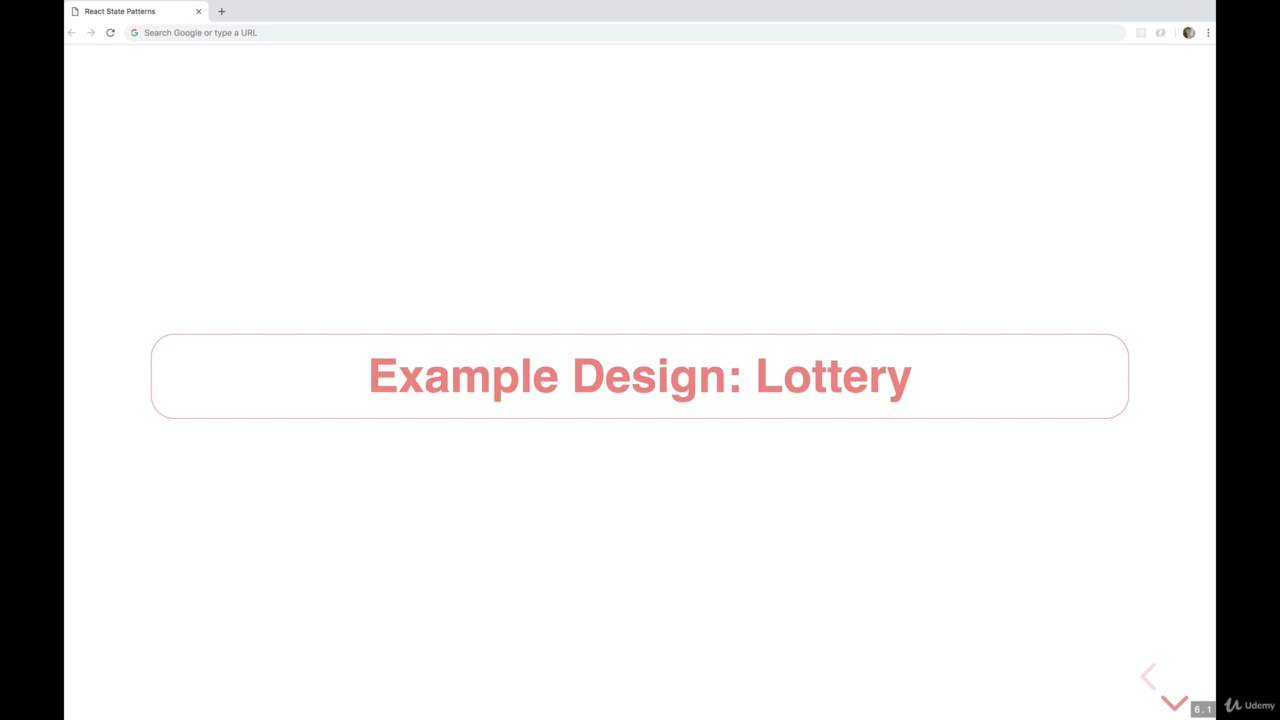 React State Patterns
Search Google or type a URL
Example Design: Lottery
6.1
Udemy